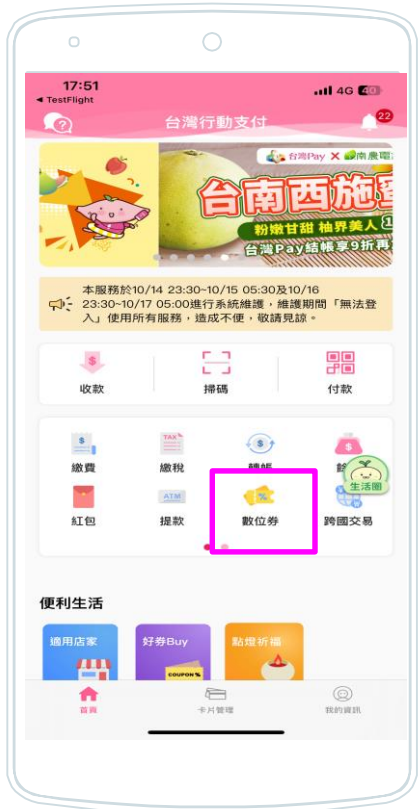 17:51
4G 40
TestFlight
台灣行動支付
22
台灣Pay X 南農電
台南西施
粉嫩甘甜 柚界美人
台灣Pay結帳享9折再
本服務於10/14 23:30~10/15 05:30及10/16
23:30~10/17 05:00進行系統維護，維護期間「無法登
入」使用所有服務，造成不便，敬請見諒。
收款
掃碼
付款
繳費
TAX
繳稅
轉帳
生活圈
紅包
ATM
提款
數位券
跨國交易
便利生活
適用店家
好券Buy
COUPON %
點燈祈福
首頁
卡片管理
我的資訊